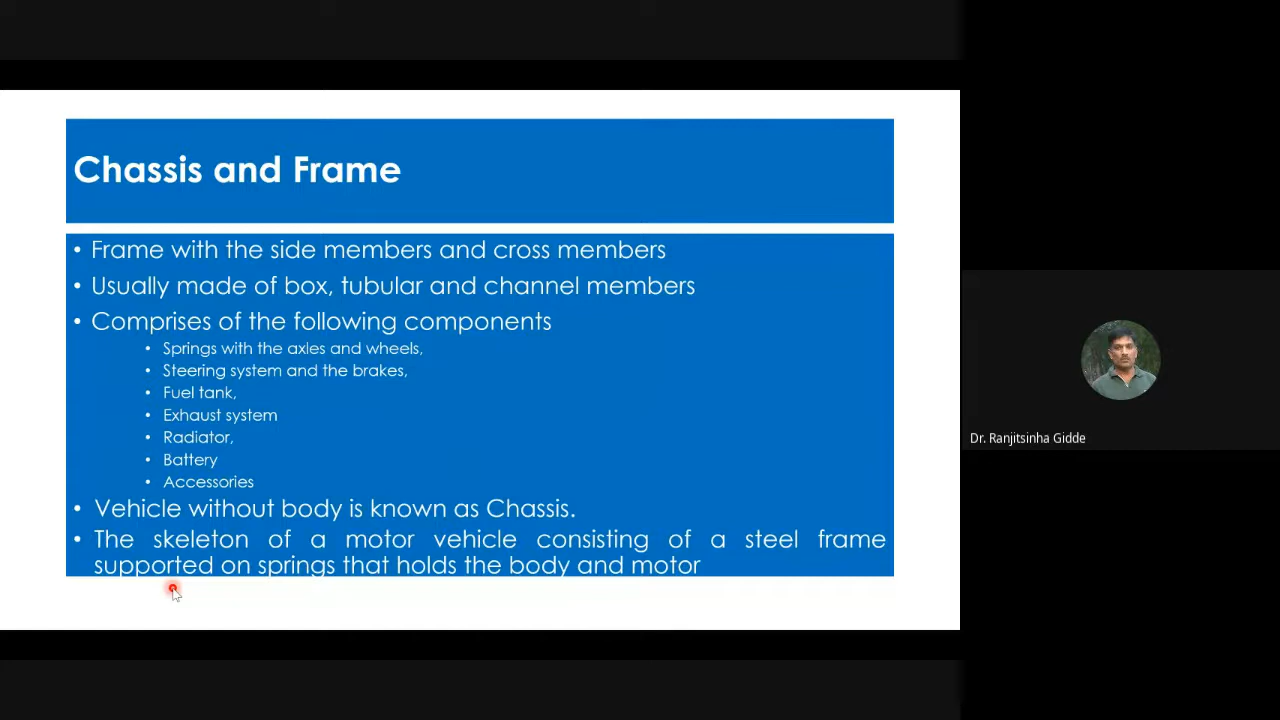 Chassis and Frame
• Frame with the side members and cross members
• Usually made of box, tubular and channel members
• Comprises of the following components
• Springs with the axles and wheels,
• Steering system and the brakes,
• Fuel tank,
• Exhaust system
• Radiator,
• Battery
• Accessories
• Vehicle without body is known as Chassis.
• The skeleton of a motor vehicle consisting of a steel frame
supported on springs that holds the body and motor
Dr. Ranjitsinha Gidde